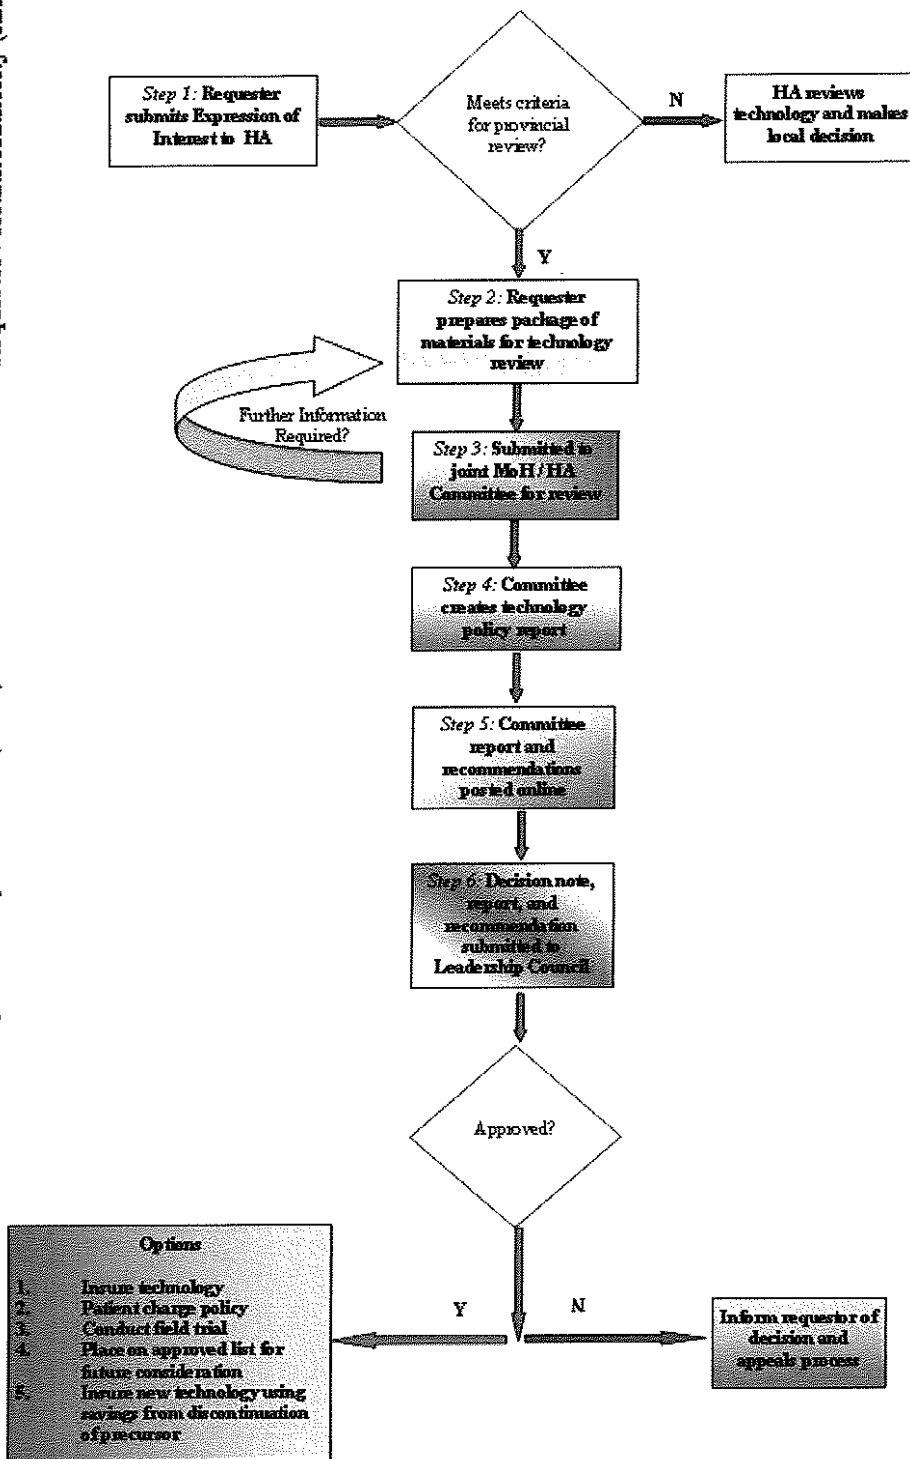 Step 1: Requester
submits Expression of
Interest to HA
Meets criteria
for provincial
review?
N
HA reviews
technology and makes
local decision
Y
Step 2: Requester
prepares package of
materials for technology
review
Further Information
Required?
Step 3: Submitted to
joint MoH / HA
Committee for review
Step 4: Committee
creates technology
policy report
Step 5: Committee
report and
recommendations
posted online
Step 6: Decision note,
report, and
recommendation
submitted to
Leadership Council
Approved?
Y
N
Options
1. Insure technology
2. Patient charge policy
3. Conduct field trial
4. Place on approved list for
future consideration
5. Insure new technology using
savings from discontinuation
of precursor
Inform requestor of
decision and
appeals process